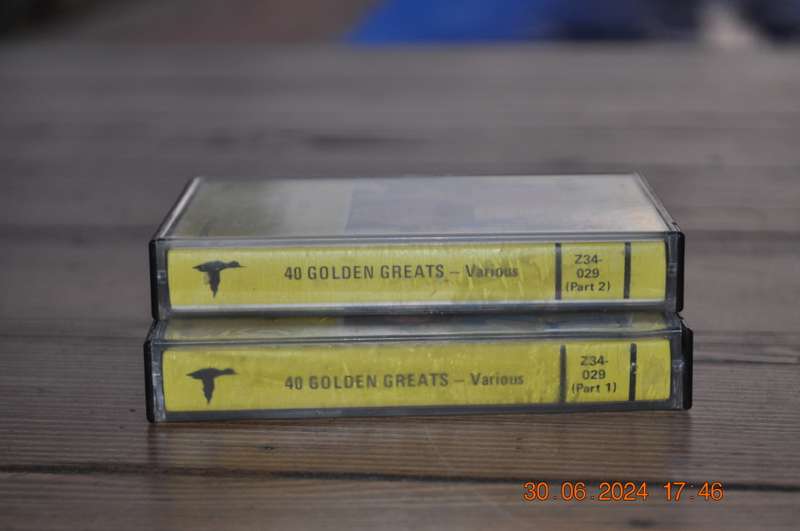 40 GOLDEN GREATS – Various
Z34-
029
(Part 2)
40 GOLDEN GREATS – Various
Z34-
029
(Part 1)
30.06.2024 17:46